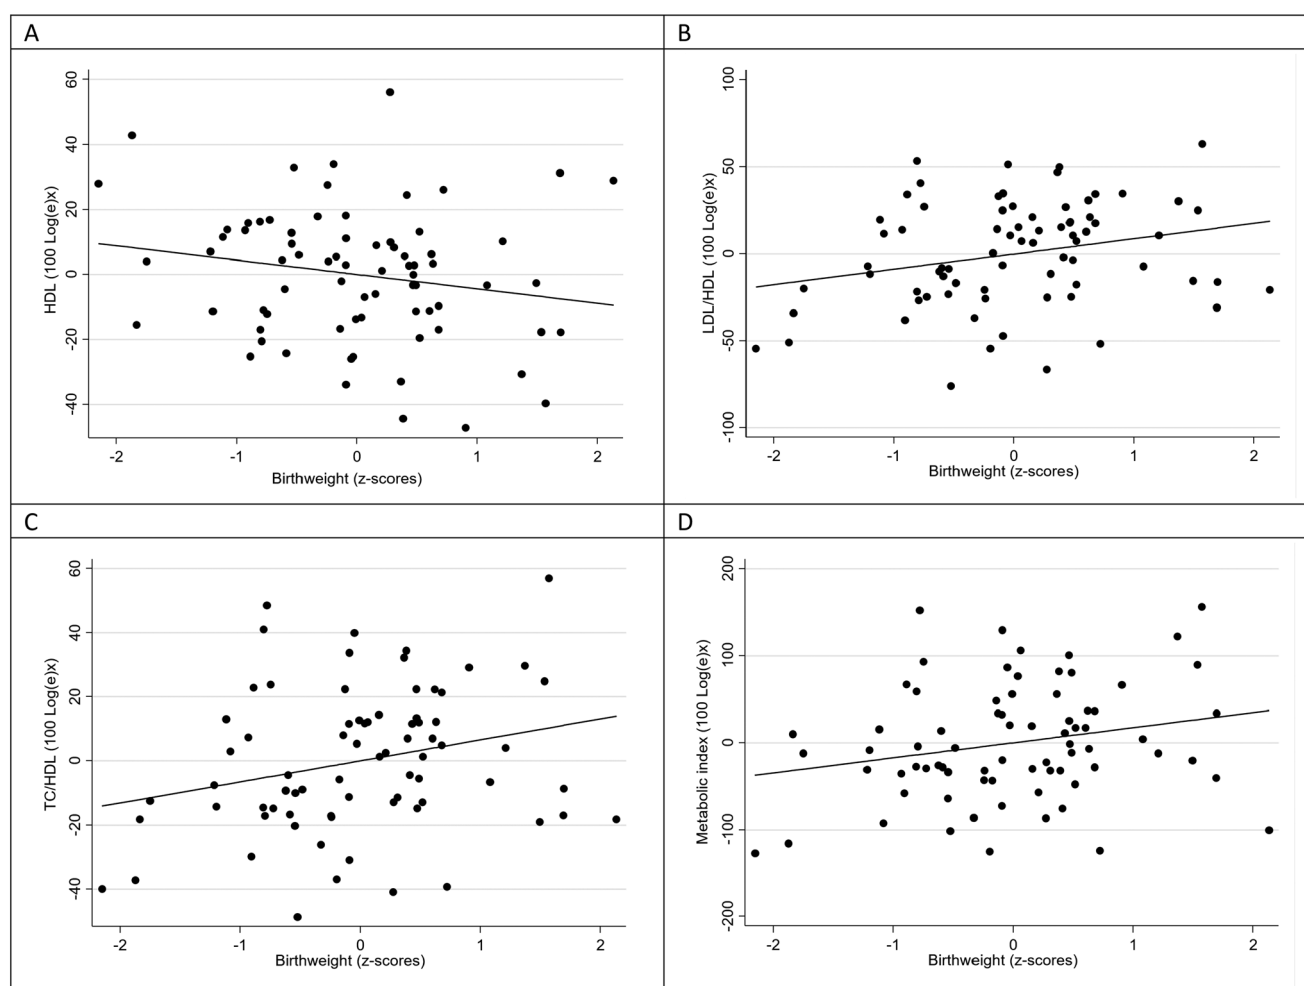 A
B
HDL (100 Log(e)x)
60
40
20
0
-20
-40
-2 -1 0 1 2
Birthweight (z-scores)
LDL/HDL (100 Log(e)x)
100
50
0
-50
-100
-2 -1 0 1 2
Birthweight (z-scores)
C
D
TC/HDL (100 Log(e)x)
60
40
20
0
-20
-40
-2 -1 0 1 2
Birthweight (z-scores)
Metabolic index (100 Log(e)x)
200
100
0
-100
-200
-2 -1 0 1 2
Birthweight (z-scores)